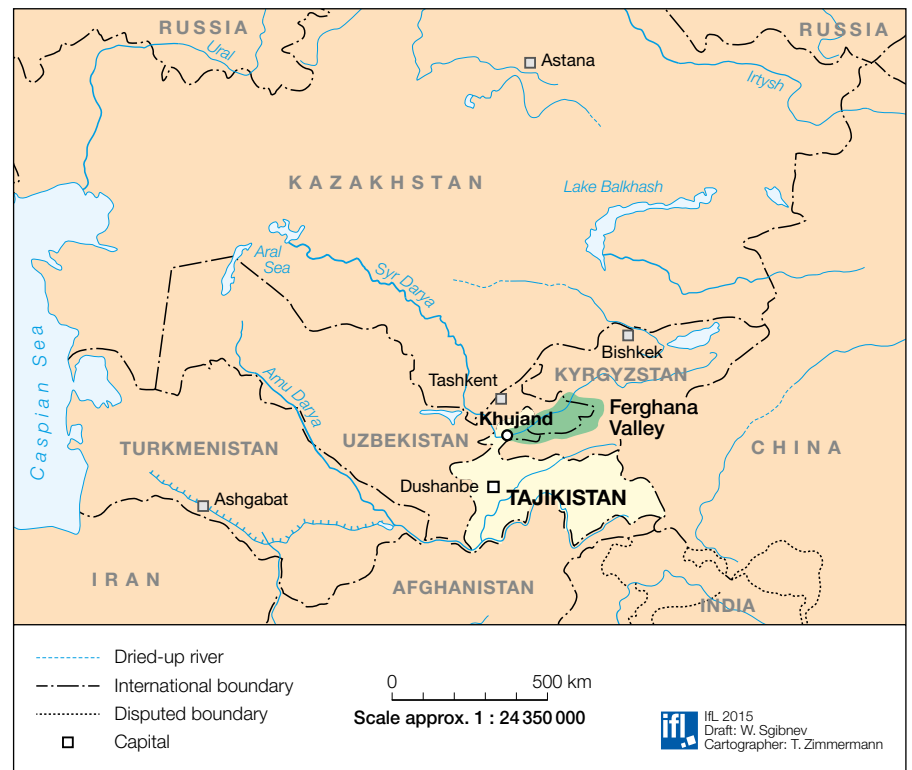 RUSSIA
RUSSIA
Ural
Astana
Irtysh
KAZAKHSTAN
Lake Balkhash
Aral
Sea
Syr Darya
Caspian Sea
Amu Darya
Bishkek
Tashkent
KYRGYZSTAN
Khujand
Ferghana
Valley
UZBEKISTAN
TURKMENISTAN
CHINA
Dushanbe
TAJIKISTAN
Ashgabat
IRAN
AFGHANISTAN
INDIA
Dried-up river
International boundary
Disputed boundary
Capital
0 500 km
Scale approx. 1 : 24 350 000
ifl
IfL 2015
Draft: W. Sgibnev
Cartographer: T. Zimmermann